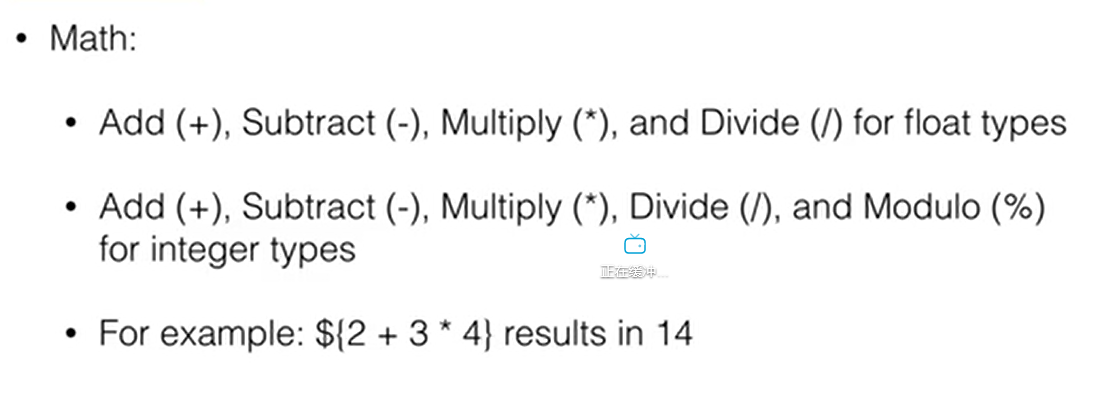 • Math:
• Add (+), Subtract (-), Multiply (*), and Divide (/) for float types
• Add (+), Subtract (-), Multiply (*), Divide (/), and Modulo (%)
for integer types
正在缓冲...
• For example: ${2 + 3 * 4} results in 14